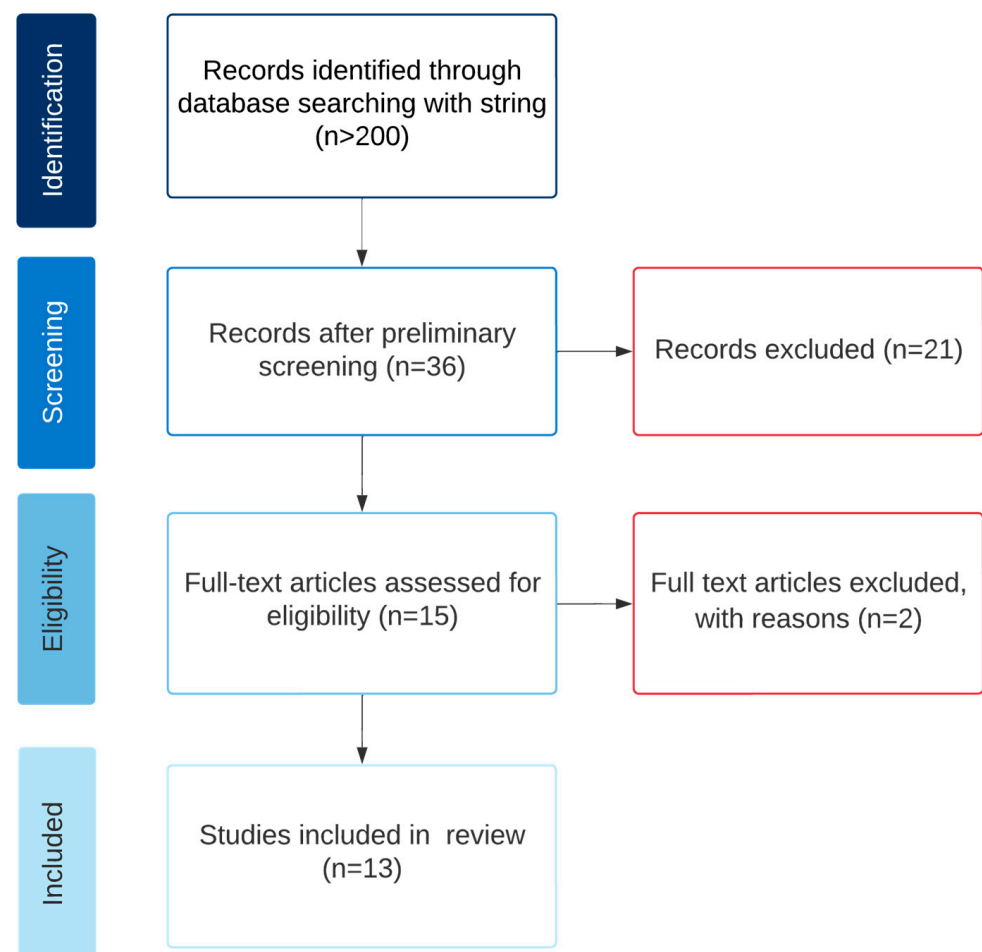 Identification
Records identified through
database searching with string
(n>200)
Screening
Records after preliminary
screening (n=36)
Records excluded (n=21)
Eligibility
Full-text articles assessed for
eligibility (n=15)
Full text articles excluded,
with reasons (n=2)
Included
Studies included in  review
(n=13)